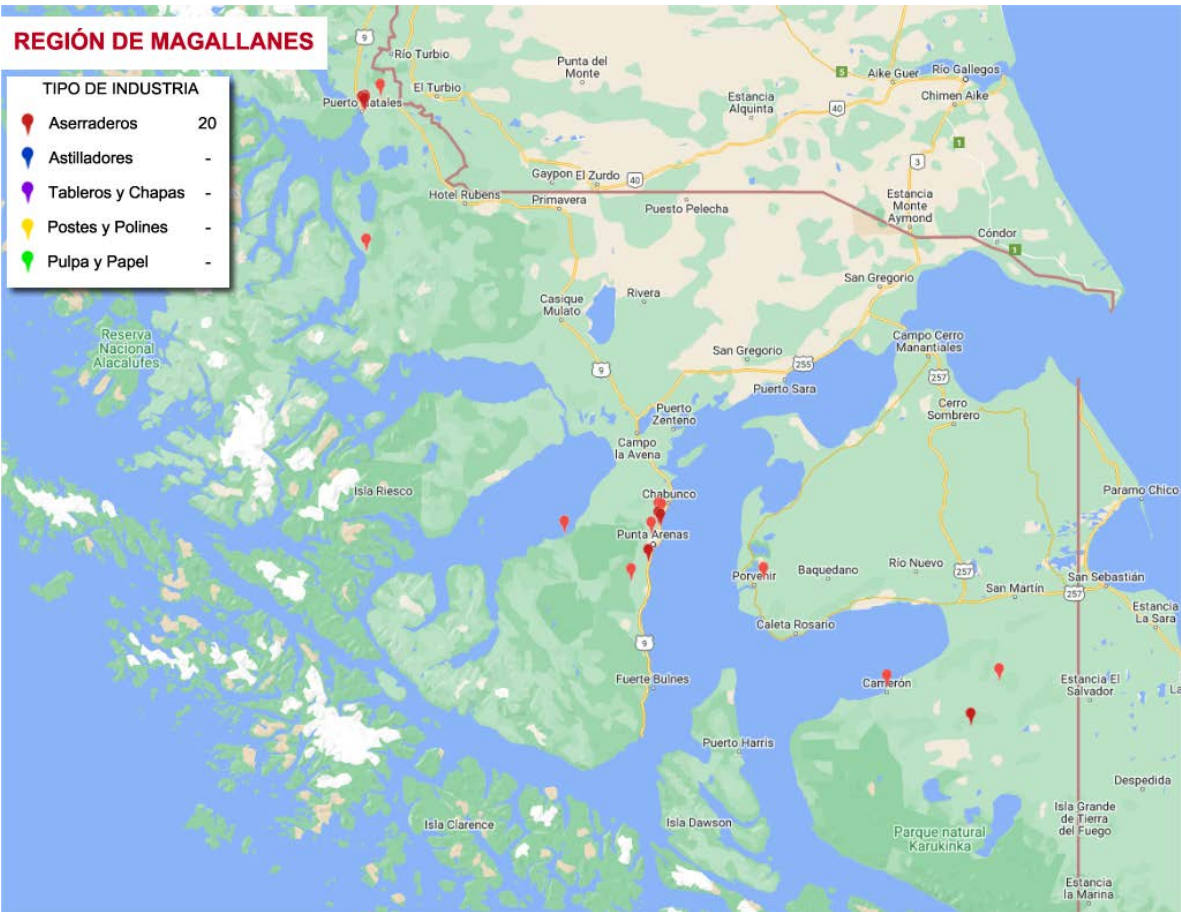 REGIÓN DE MAGALLANES
TIPO DE INDUSTRIA
Aserraderos 20
Astilladores -
Tableros y Chapas -
Postes y Polines -
Pulpa y Papel -
9
Río Turbio
Punta del
Monte
5
Aike Guer
Río Gallegos
Puerto Natales
El Turbio
Estancia
Alquinta
40
Chimen Aike
1
3
Gaypon
El Zurdo
40
Hotel Rubens
Primavera
Puesto Pelecha
Estancia
Monte
Aymond
Cóndor
1
San Gregorio
Casique
Mulato
Rivera
Reserva
Nacional
Alacalufes
Campo Cerro
Manantiales
San Gregorio
255
9
257
Puerto Sara
Puerto
Zenteno
Cerro
Sombrero
Campo
la Avena
Isla Riesco
Chabunco
Paramo Chico
Punta Arenas
Porvenir
Baquedano
Río Nuevo
257
San Martín
San Sebastián
257
Estancia
La Sara
Caleta Rosario
9
Fuerte Bulnes
Camerón
Estancia El
Salvador
La
Puerto Harris
Despedida
Isla Clarence
Isla Dawson
Isla Grande
de Tierra
del Fuego
Parque natural
Karukinka
Estancia
la Marina